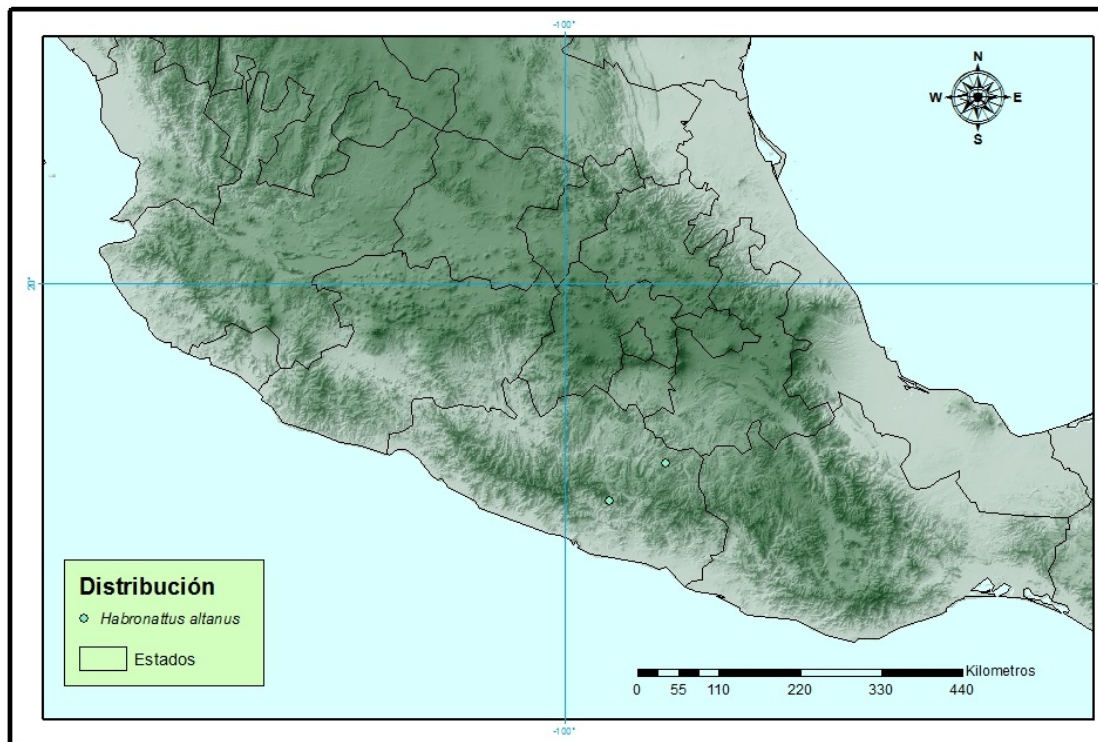 -100°
N
W E
S
20°
Distribución
Habronattus altanus
Estados
Kilometros
0 55 110 220 330 440
-100°